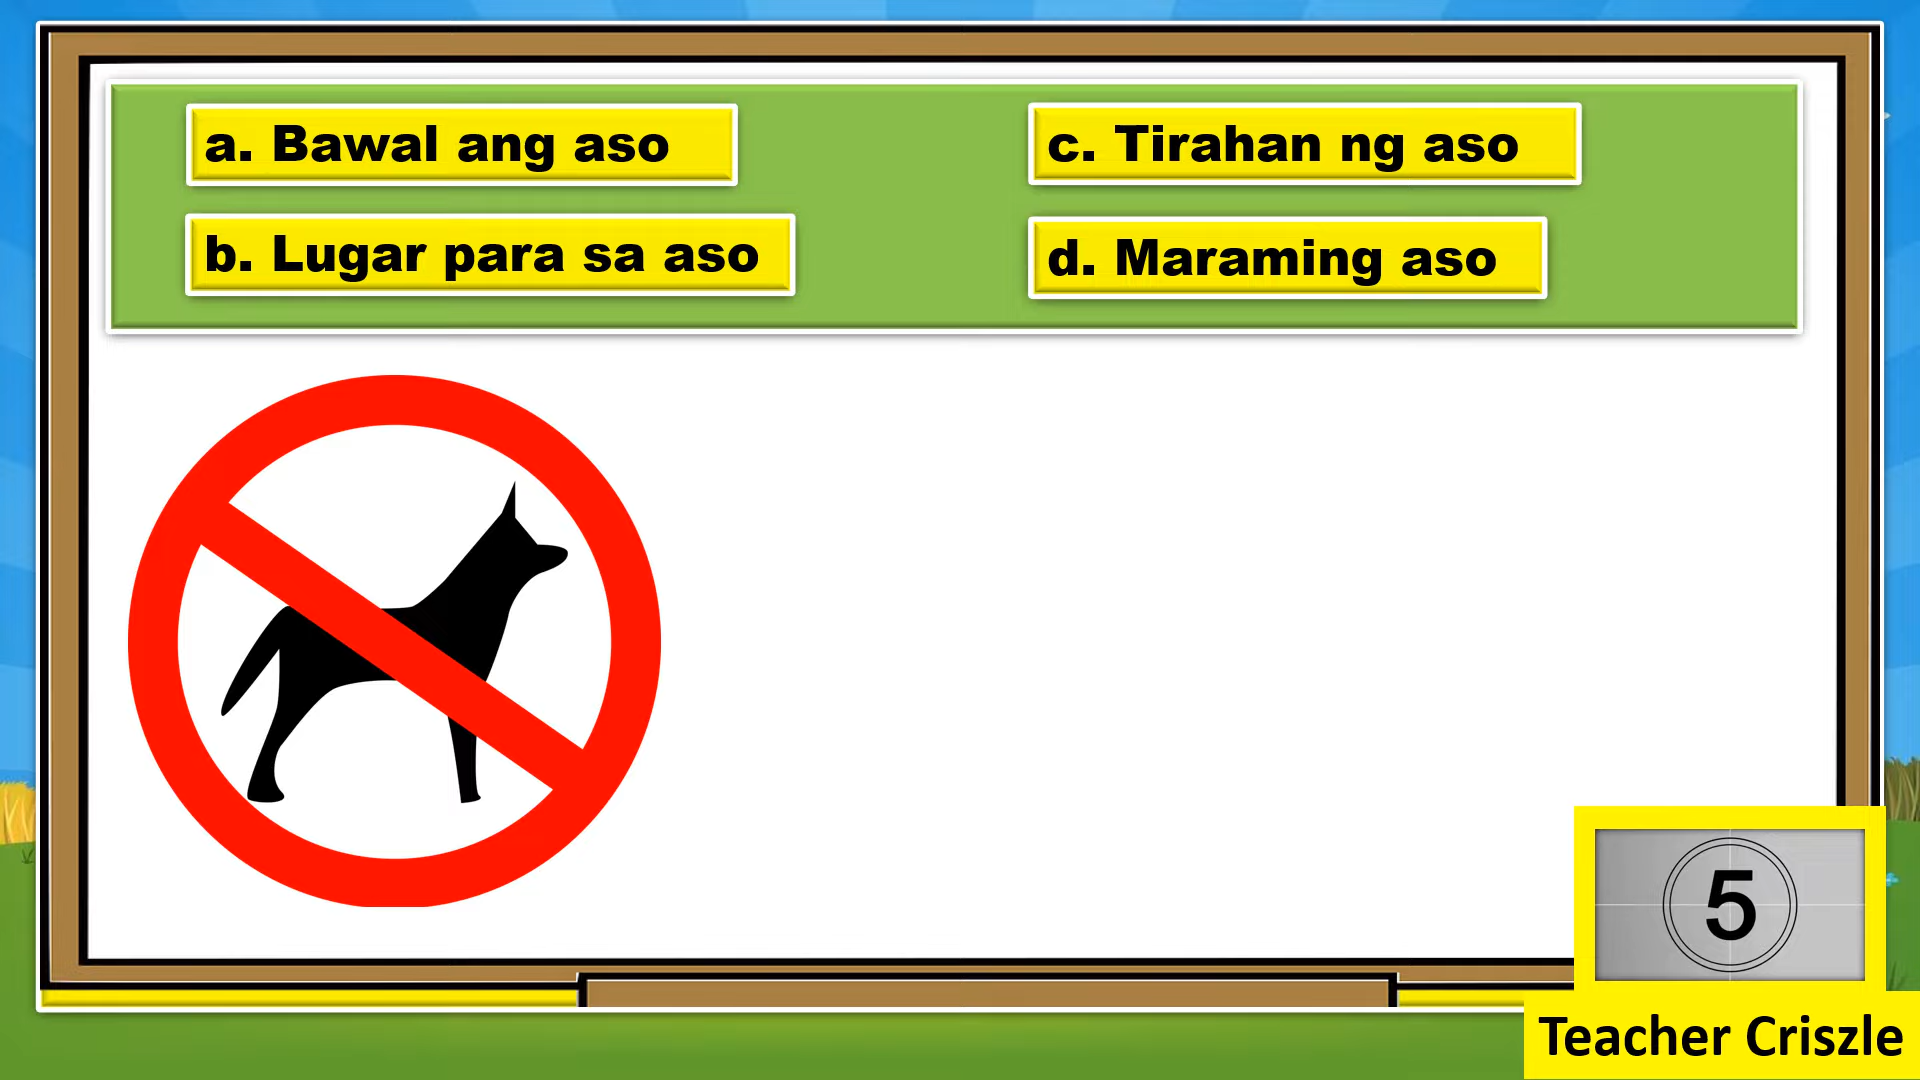 a. Bawal ang aso
b. Lugar para sa aso
c. Tirahan ng aso
d. Maraming aso
5
Teacher Criszle